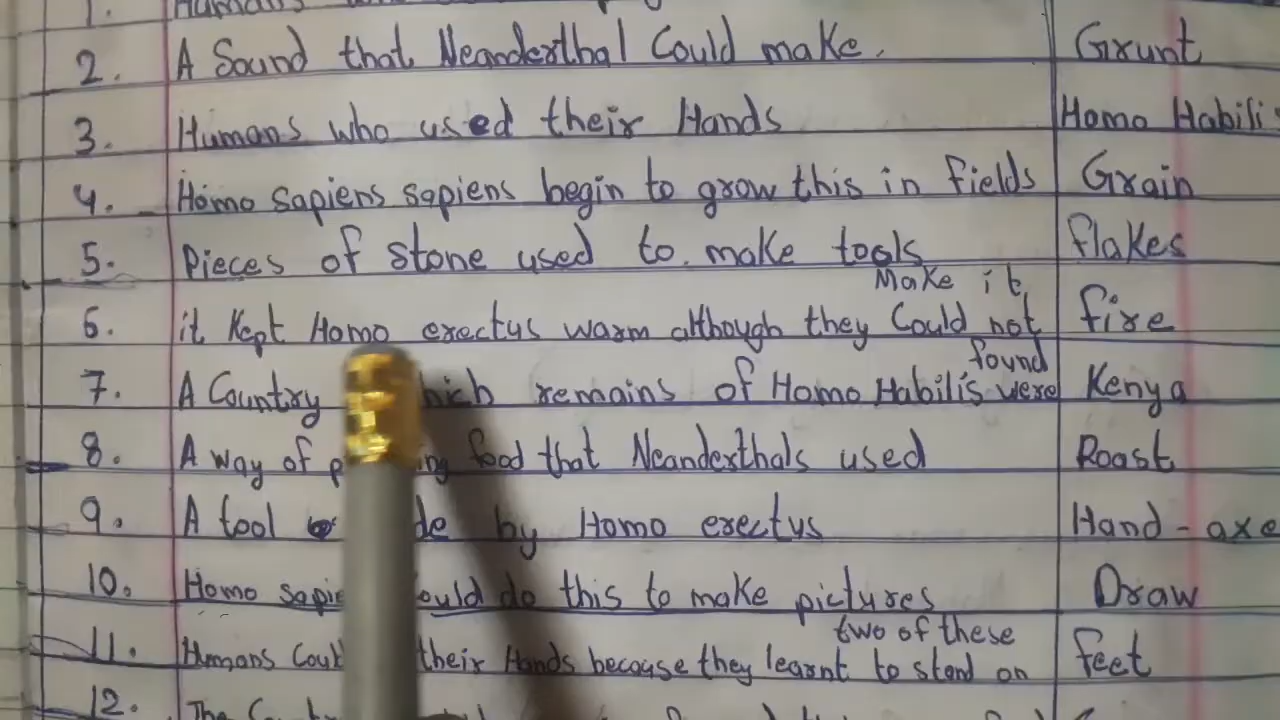 1. Humans
2. A Sound that Neanderthal Could make. Grunt
3. Humans who used their Hands Homo Habili
4. Homo sapiens sapiens begin to grow this in fields Grain
5. Pieces of stone used to make tools flakes
Make it
6. it Kept Homo erectus warm although they Could not fire
found
7. A Country remains of Homo Habilis were Kenya
8. A way of food that Neanderthals used Roast
9. A tool by Homo erectus Hand-axe
10. Homo do this to make pictures Draw
two of these
11. Humans their Hands because they learnt to stand on feet
12. The